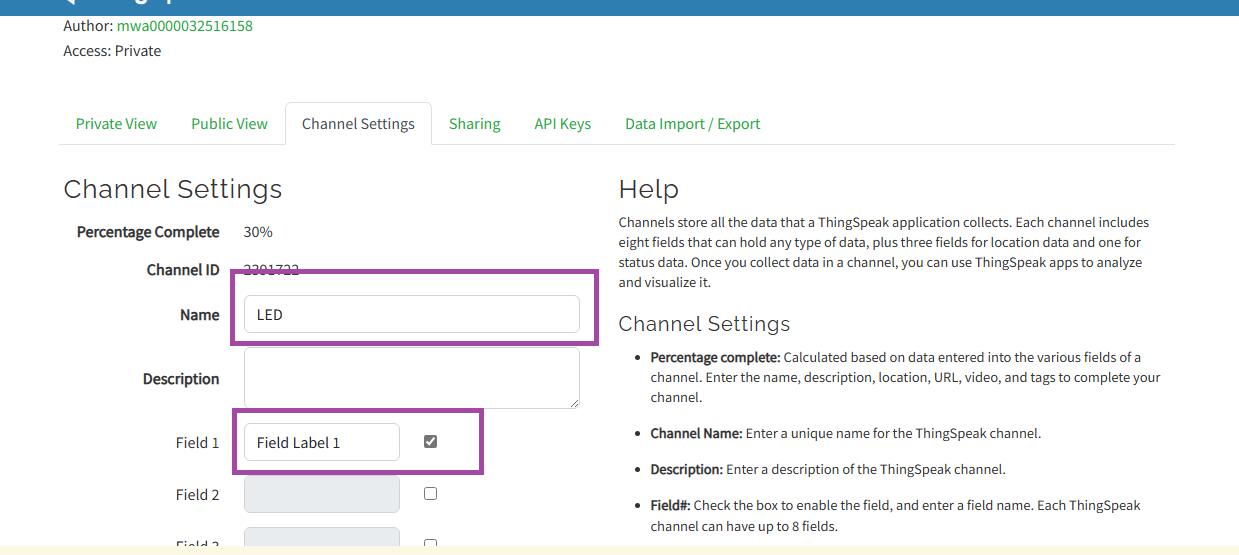 Author: mwa0000032516158
Access: Private
Private View Public View Channel Settings Sharing API Keys Data Import / Export
Channel Settings
Percentage Complete 30%
Channel ID 2391722
Name LED
Description
Field 1 Field Label 1
Field 2
Field 3
Help
Channels store all the data that a ThingSpeak application collects. Each channel includes
eight fields that can hold any type of data, plus three fields for location data and one for
status data. Once you collect data in a channel, you can use ThingSpeak apps to analyze
and visualize it.
Channel Settings
Percentage complete: Calculated based on data entered into the various fields of a
channel. Enter the name, description, location, URL, video, and tags to complete your
channel.
Channel Name: Enter a unique name for the ThingSpeak channel.
Description: Enter a description of the ThingSpeak channel.
Field#: Check the box to enable the field, and enter a field name. Each ThingSpeak
channel can have up to 8 fields.